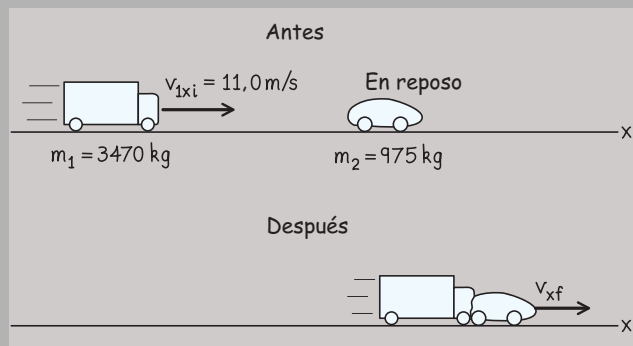 Antes
v1xi = 11,0 m/s
En reposo
x
m1 = 3470 kg
m2 = 975 kg
Después
vxf
x